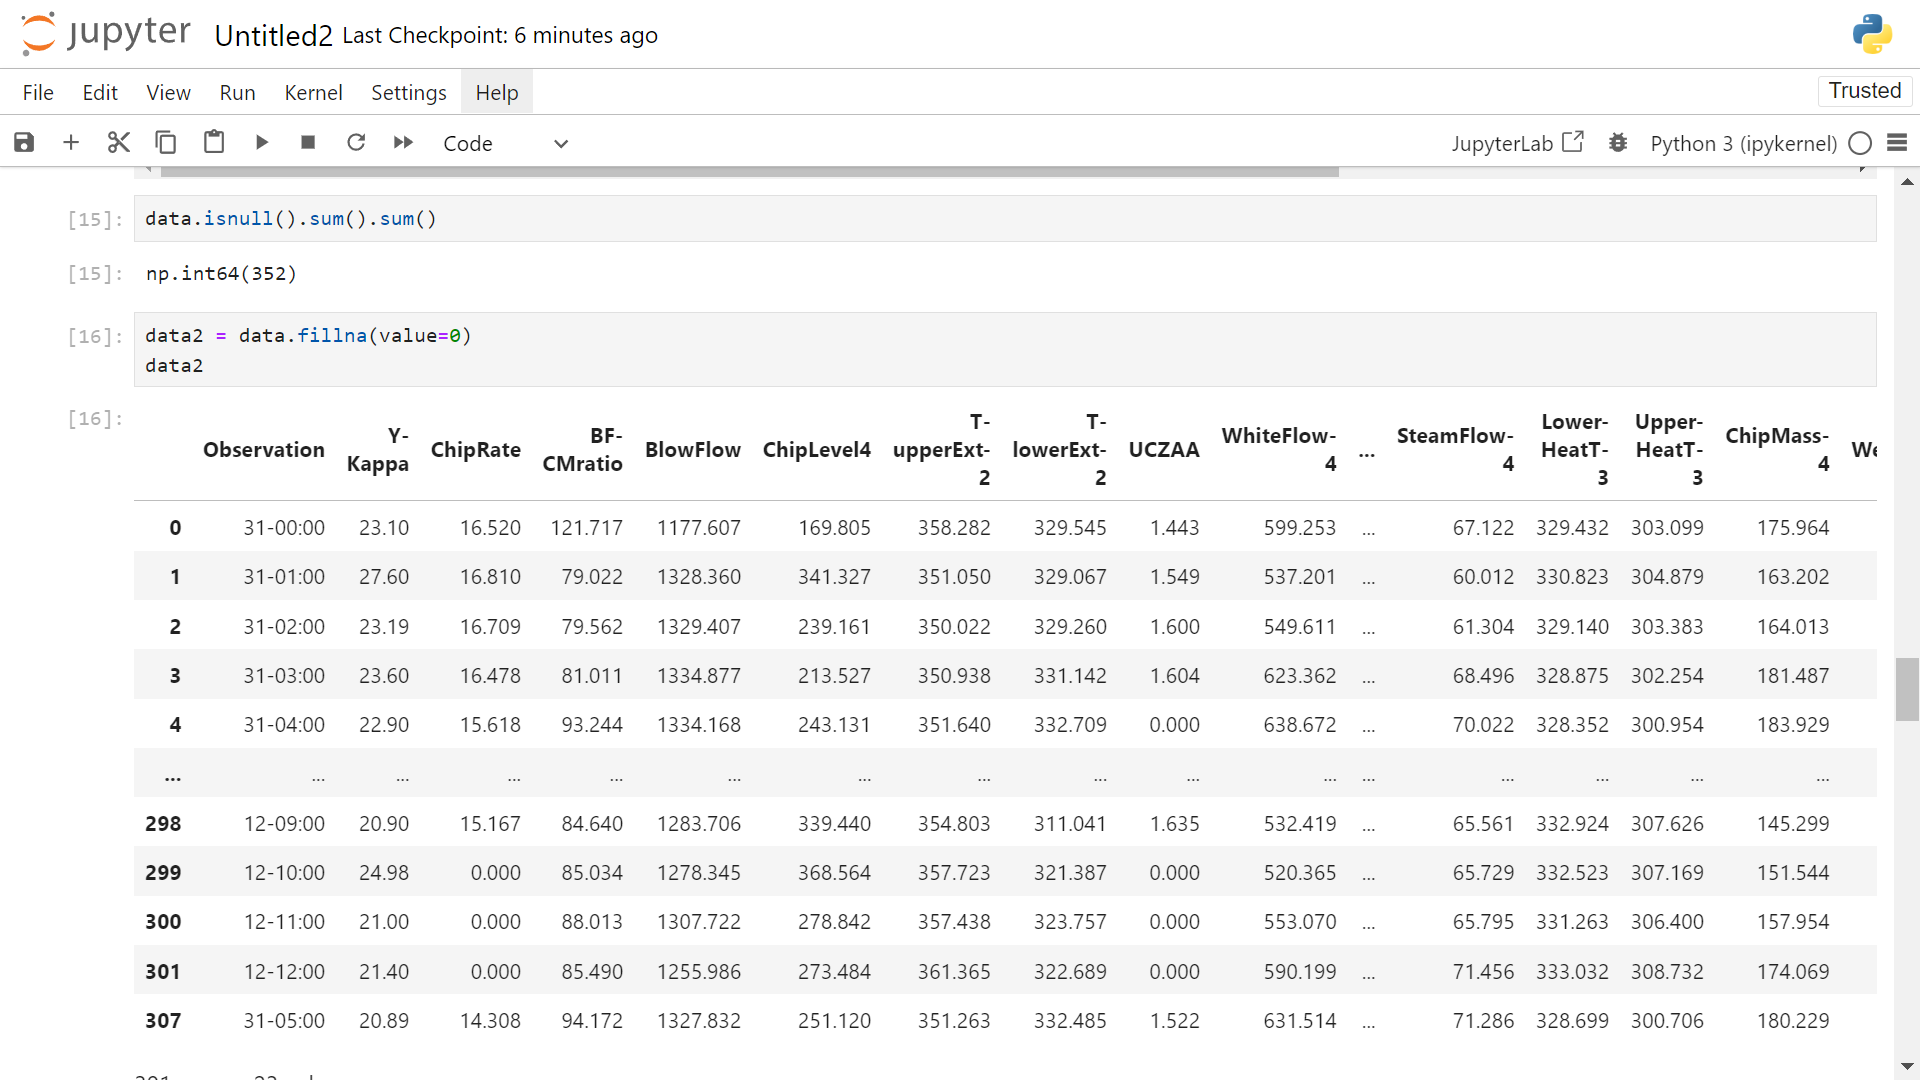 jupyter Untitled2 Last Checkpoint: 6 minutes ago
File Edit View Run Kernel Settings Help Trusted
Code JupyterLab Python 3 (ipykernel)
[15]: data.isnull().sum().sum()
[15]: np.int64(352)
[16]: data2 = data.fillna(value=0)
data2
[16]:
Observation Y-Kappa ChipRate BF-CMratio BlowFlow ChipLevel4 T-upperExt-2 T-lowerExt-2 UCZAA WhiteFlow-4 ... SteamFlow-4 Lower-HeatT-3 Upper-HeatT-3 ChipMass-4
0 31-00:00 23.10 16.520 121.717 1177.607 169.805 358.282 329.545 1.443 599.253 ... 67.122 329.432 303.099 175.964
1 31-01:00 27.60 16.810 79.022 1328.360 341.327 351.050 329.067 1.549 537.201 ... 60.012 330.823 304.879 163.202
2 31-02:00 23.19 16.709 79.562 1329.407 239.161 350.022 329.260 1.600 549.611 ... 61.304 329.140 303.383 164.013
3 31-03:00 23.60 16.478 81.011 1334.877 213.527 350.938 331.142 1.604 623.362 ... 68.496 328.875 302.254 181.487
4 31-04:00 22.90 15.618 93.244 1334.168 243.131 351.640 332.709 0.000 638.672 ... 70.022 328.352 300.954 183.929
... ... ... ... ... ... ... ... ... ... ... ... ... ... ... ...
298 12-09:00 20.90 15.167 84.640 1283.706 339.440 354.803 311.041 1.635 532.419 ... 65.561 332.924 307.626 145.299
299 12-10:00 24.98 0.000 85.034 1278.345 368.564 357.723 321.387 0.000 520.365 ... 65.729 332.523 307.169 151.544
300 12-11:00 21.00 0.000 88.013 1307.722 278.842 357.438 323.757 0.000 553.070 ... 65.795 331.263 306.400 157.954
301 12-12:00 21.40 0.000 85.490 1255.986 273.484 361.365 322.689 0.000 590.199 ... 71.456 333.032 308.732 174.069
307 31-05:00 20.89 14.308 94.172 1327.832 251.120 351.263 332.485 1.522 631.514 ... 71.286 328.699 300.706 180.229